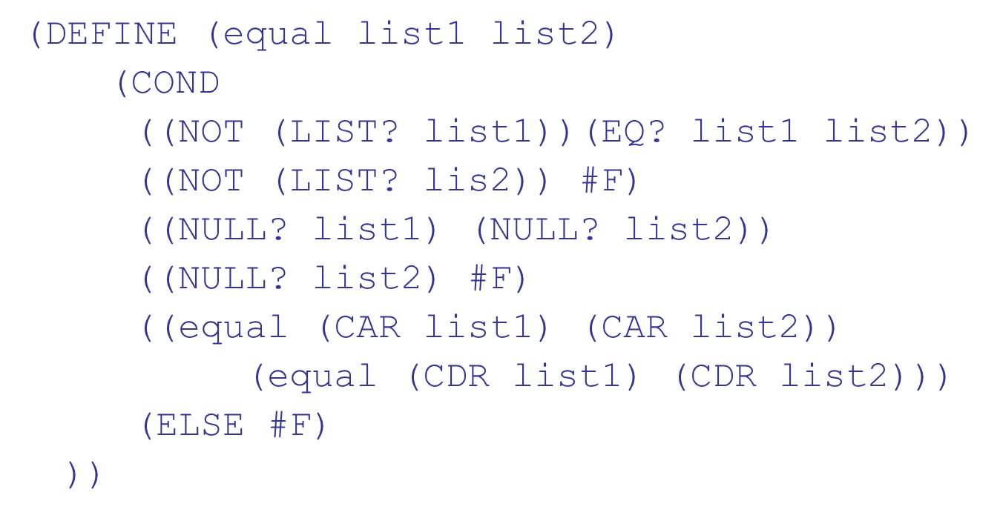 (DEFINE (equal list1 list2)
(COND
((NOT (LIST? list1))(EQ? list1 list2))
((NOT (LIST? lis2)) #F)
((NULL? list1) (NULL? list2))
((NULL? list2) #F)
((equal (CAR list1) (CAR list2))
(equal (CDR list1) (CDR list2)))
(ELSE #F)
))